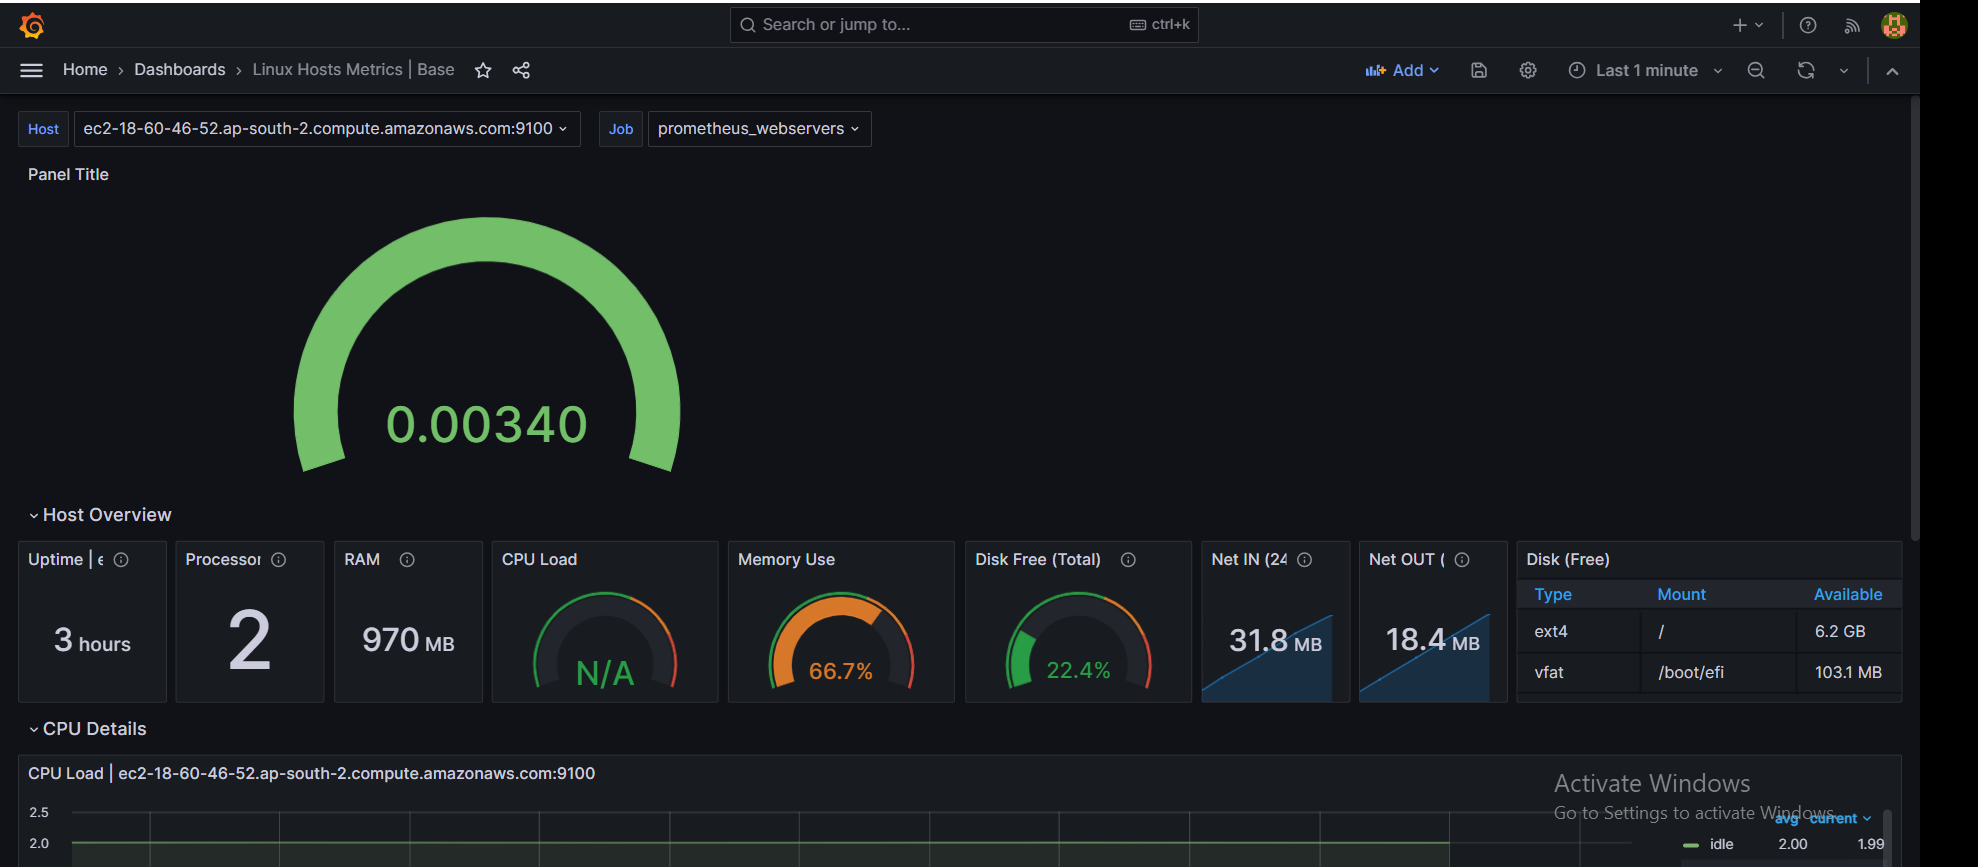 Search or jump to... ctrl+k
Home › Dashboards › Linux Hosts Metrics | Base Add Last 1 minute
Host ec2-18-60-46-52.ap-south-2.compute.amazonaws.com:9100 Job prometheus_webservers
Panel Title
0.00340
Host Overview
Uptime | e Processor RAM CPU Load Memory Use Disk Free (Total) Net IN (24 Net OUT ( Disk (Free)
Type Mount Available
3 hours 2 970 MB N/A 66.7% 22.4% 31.8 MB 18.4 MB
ext4 / 6.2 GB
vfat /boot/efi 103.1 MB
CPU Details
CPU Load | ec2-18-60-46-52.ap-south-2.compute.amazonaws.com:9100
Activate Windows
Go to Settings to activate Windows.
2.5
avg current
2.0
idle 2.00 1.99